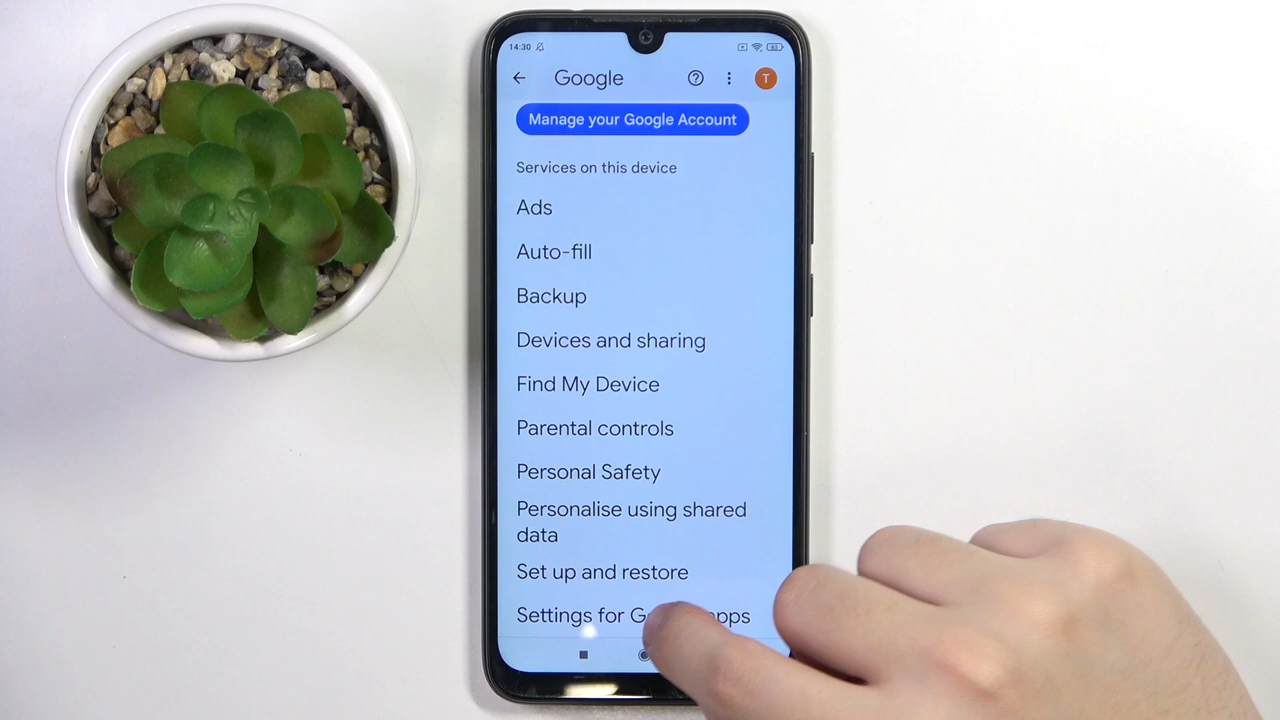 14:30
Google
T
Manage your Google Account
Services on this device
Ads
Auto-fill
Backup
Devices and sharing
Find My Device
Parental controls
Personal Safety
Personalise using shared
data
Set up and restore
Settings for apps